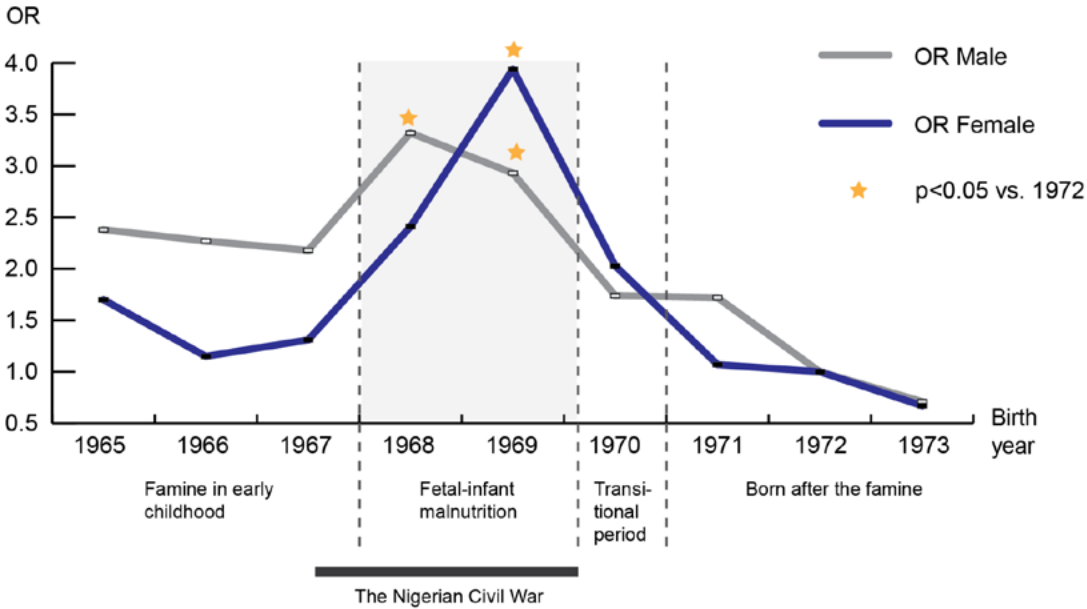 OR
4.0
3.5
3.0
2.5
2.0
1.5
1.0
0.5
OR Male
OR Female
p<0.05 vs. 1972
1965 1966 1967 1968 1969 1970 1971 1972 1973
Birth
year
Famine in early
childhood
Fetal-infant
malnutrition
Transi-
tional
period
Born after the famine
The Nigerian Civil War